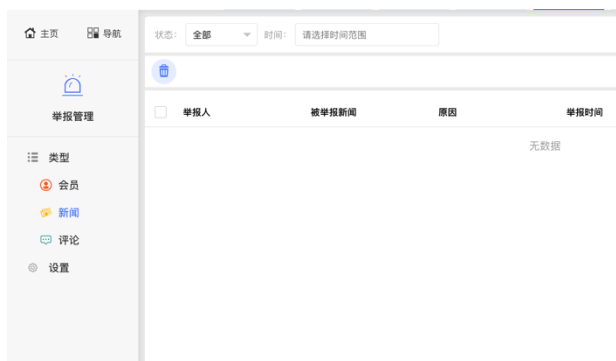 主页 导航 状态: 全部 时间: 请选择时间范围
举报管理
举报人 被举报新闻 原因 举报时间
无数据
类型
会员
新闻
评论
设置